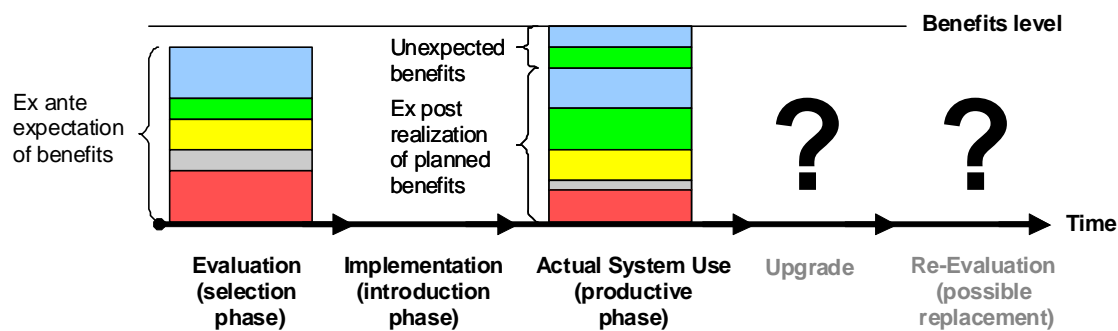 Benefits level
Unexpected
benefits
Ex ante
expectation
of benefits
Ex post
realization
of planned
benefits
?
?
Time
Evaluation
(selection
phase)
Implementation
(introduction
phase)
Actual System Use
(productive
phase)
Upgrade
Re-Evaluation
(possible
replacement)